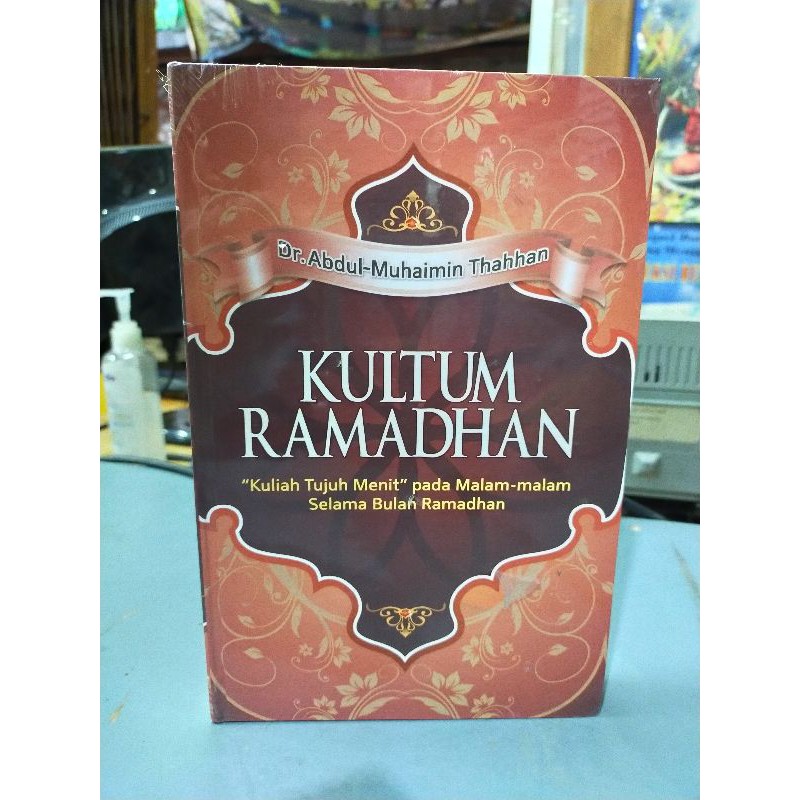 Dr. Abdul-Muhaimin Thahhan
KULTUM
RAMADHAN
“Kuliah Tujuh Menit” pada Malam-malam
Selama Bulan Ramadhan